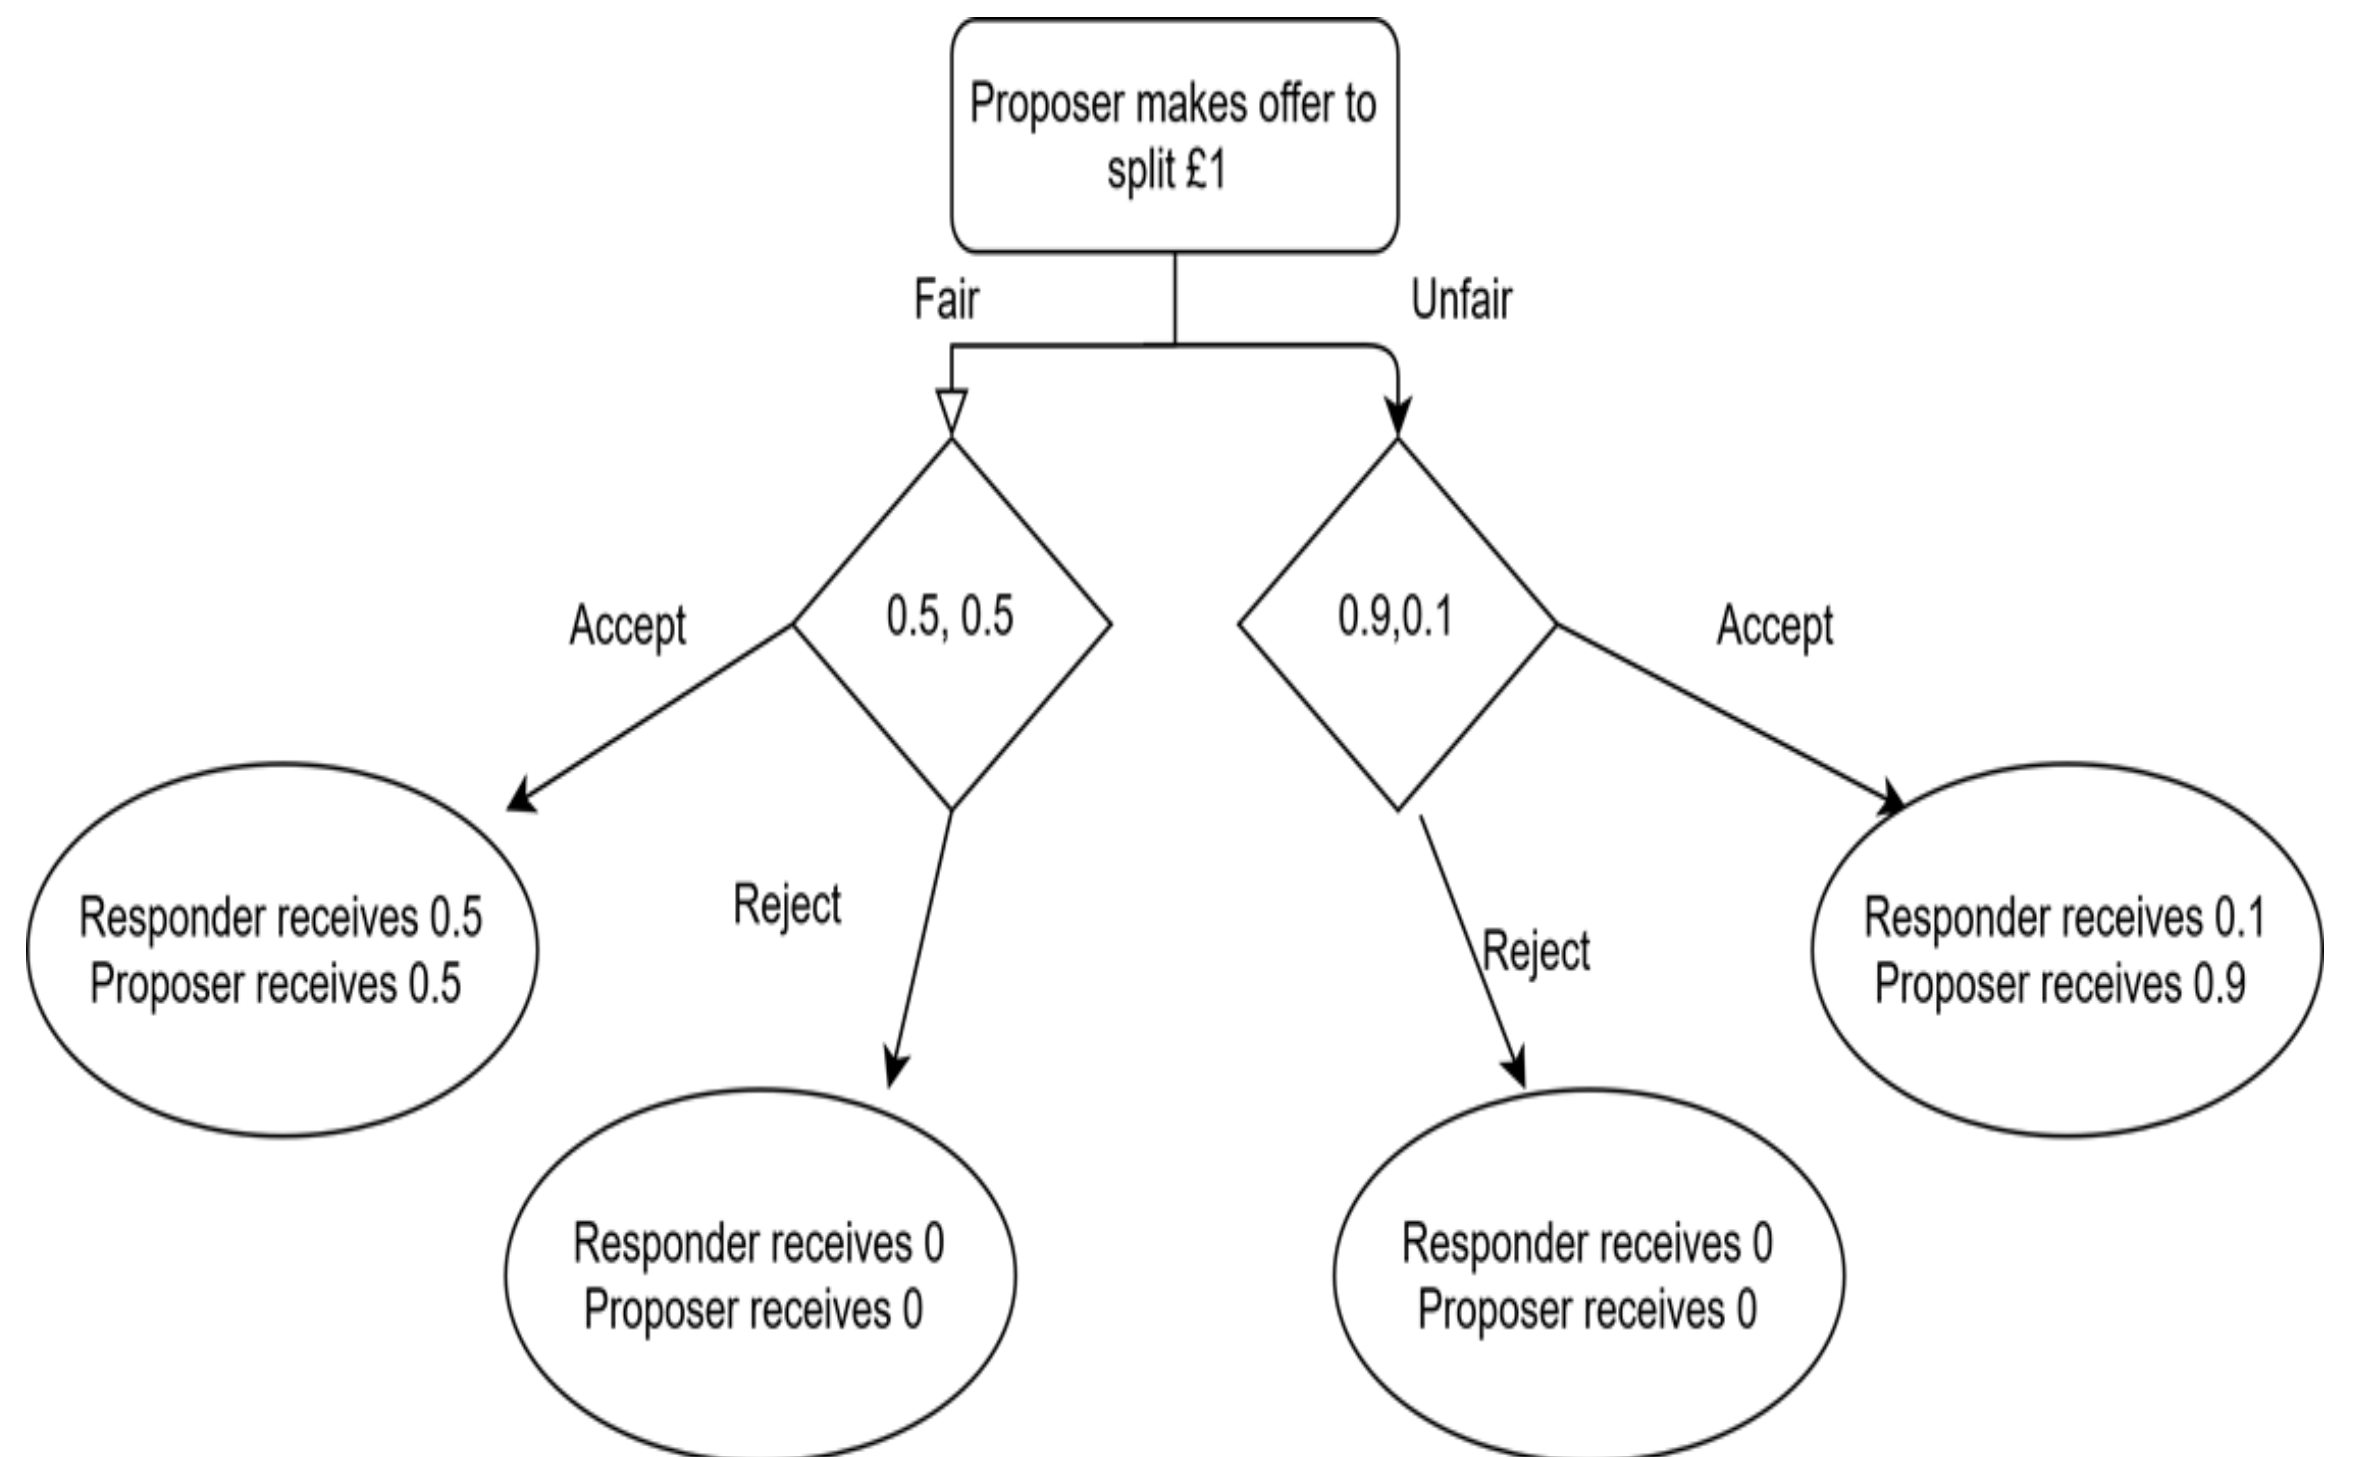 Proposer makes offer to
split £1
Fair
Unfair
0.5, 0.5
0.9,0.1
Accept
Accept
Reject
Reject
Responder receives 0.5
Proposer receives 0.5
Responder receives 0.1
Proposer receives 0.9
Responder receives 0
Proposer receives 0
Responder receives 0
Proposer receives 0